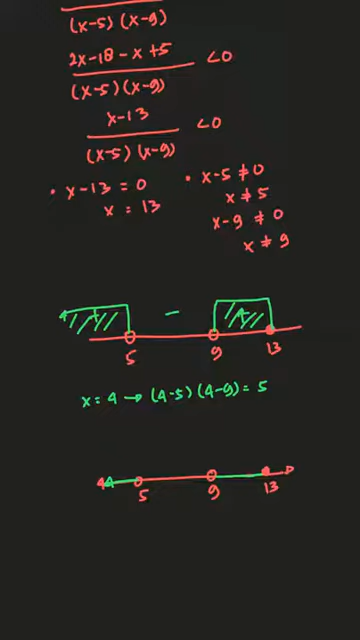 (x-5) (x-9)
2x-18-x+5 <0
(x-5)(x-9)
x-13 <0
(x-5) (x-9)
• x-13 = 0
x = 13
• x-5 ≠ 0
x ≠ 5
x-9 ≠ 0
x ≠ 9
+ - +
5 9 13
x = 4 → (4-5) (4-9) = 5
5 9 13